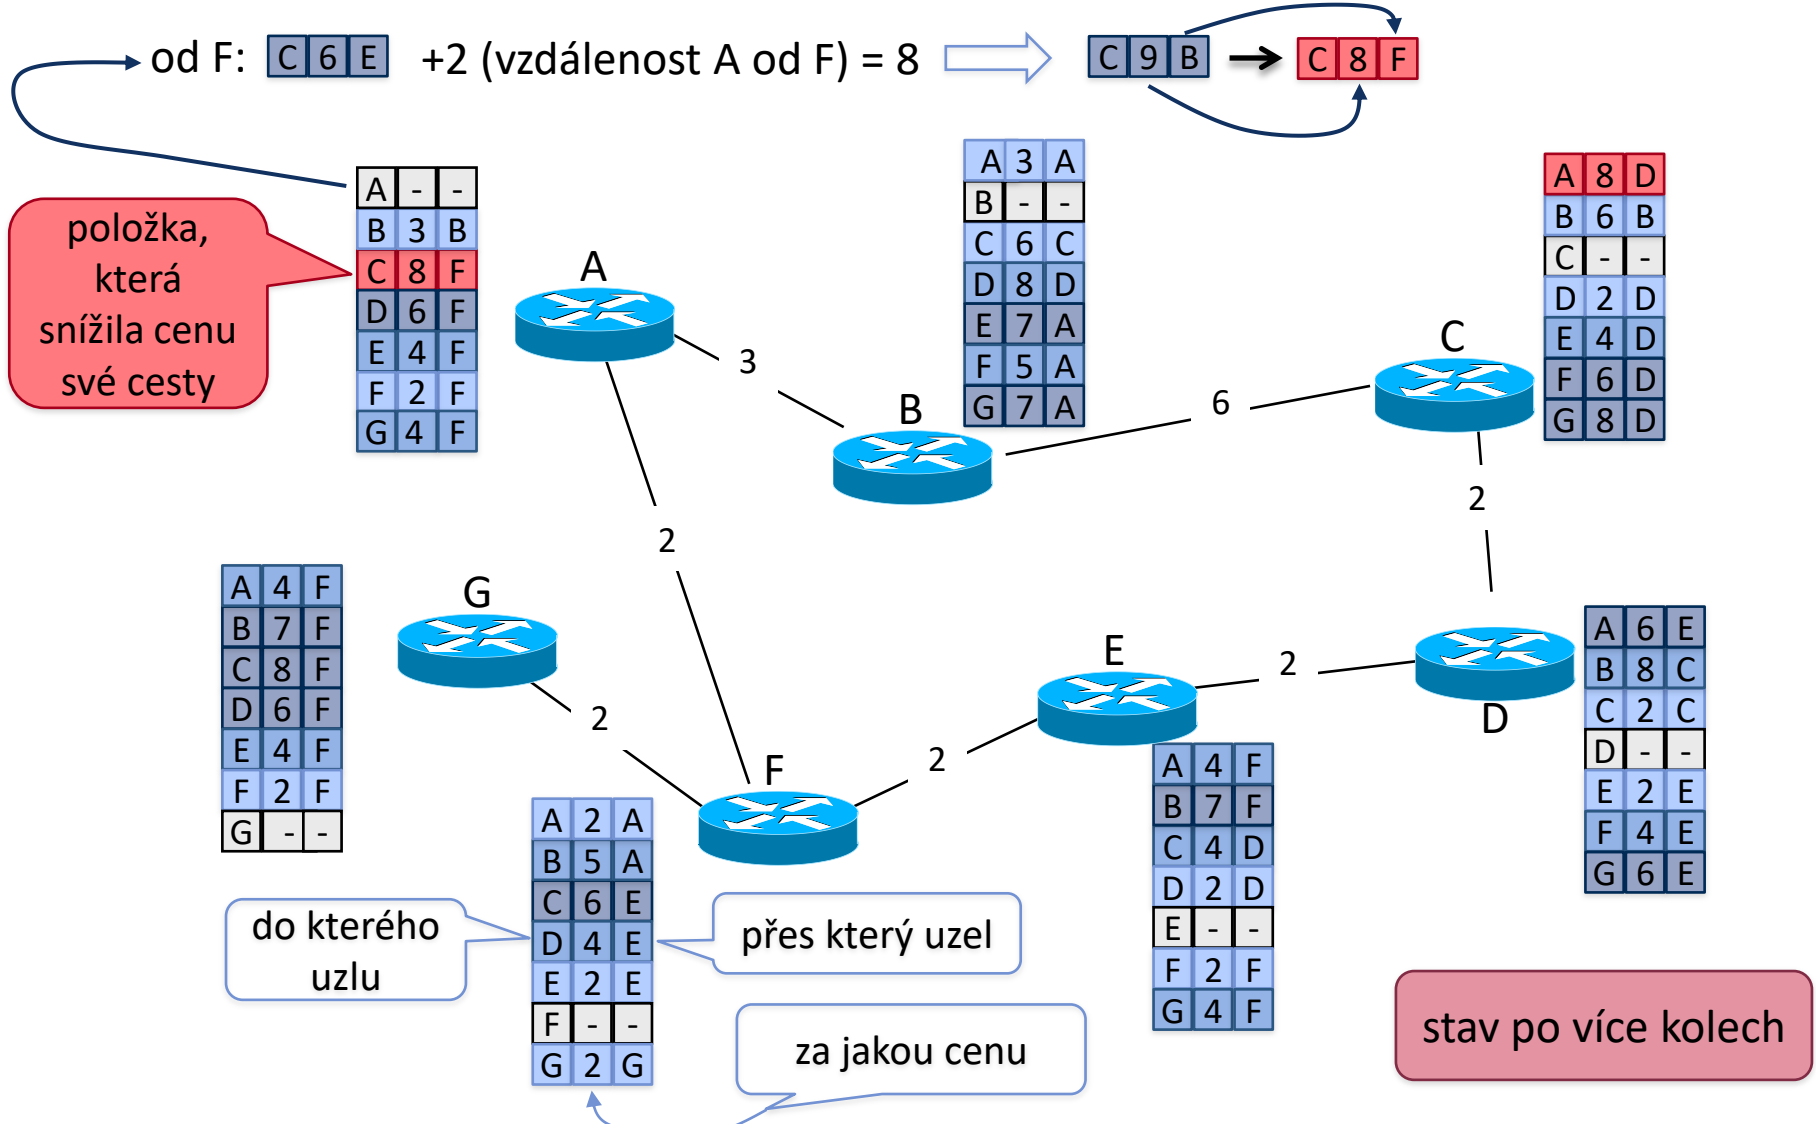 od F: C 6 E +2 (vzdálenost A od F) = 8 C 9 B C 8 F
A - -
B 3 B
C 8 F
D 6 F
E 4 F
F 2 F
G 4 F
položka,
která
snížila cenu
své cesty
A
A 3 A
B - -
C 6 C
D 8 D
E 7 A
F 5 A
G 7 A
B
A 8 D
B 6 B
C - -
D 2 D
E 4 D
F 6 D
G 8 D
C
3
6
2
2
A 4 F
B 7 F
C 8 F
D 6 F
E 4 F
F 2 F
G - -
G
2
F
2
E
2
D
A 6 E
B 8 C
C 2 C
D - -
E 2 E
F 4 E
G 6 E
A 2 A
B 5 A
C 6 E
D 4 E
E 2 E
F - -
G 2 G
A 4 F
B 7 F
C 4 D
D 2 D
E - -
F 2 F
G 4 F
do kterého
uzlu
přes který uzel
za jakou cenu
stav po více kolech